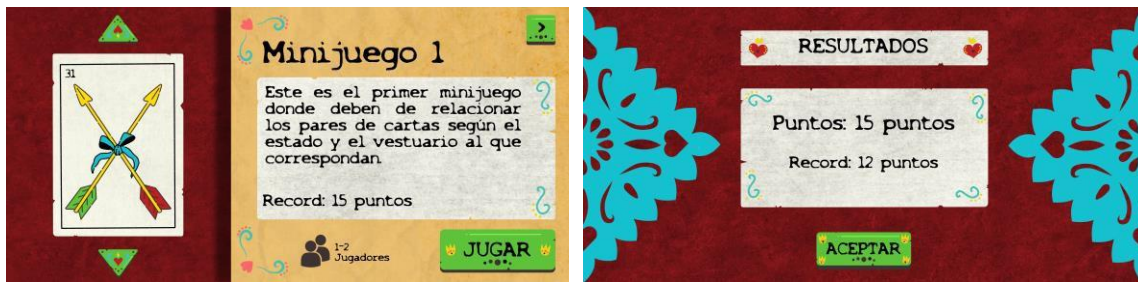 31
Minijuego 1
Este es el primer minijuego
donde deben de relacionar
los pares de cartas según el
estado y el vestuario al que
correspondan.
Record: 15 puntos
1-2
Jugadores
JUGAR
RESULTADOS
Puntos: 15 puntos
Record: 12 puntos
ACEPTAR